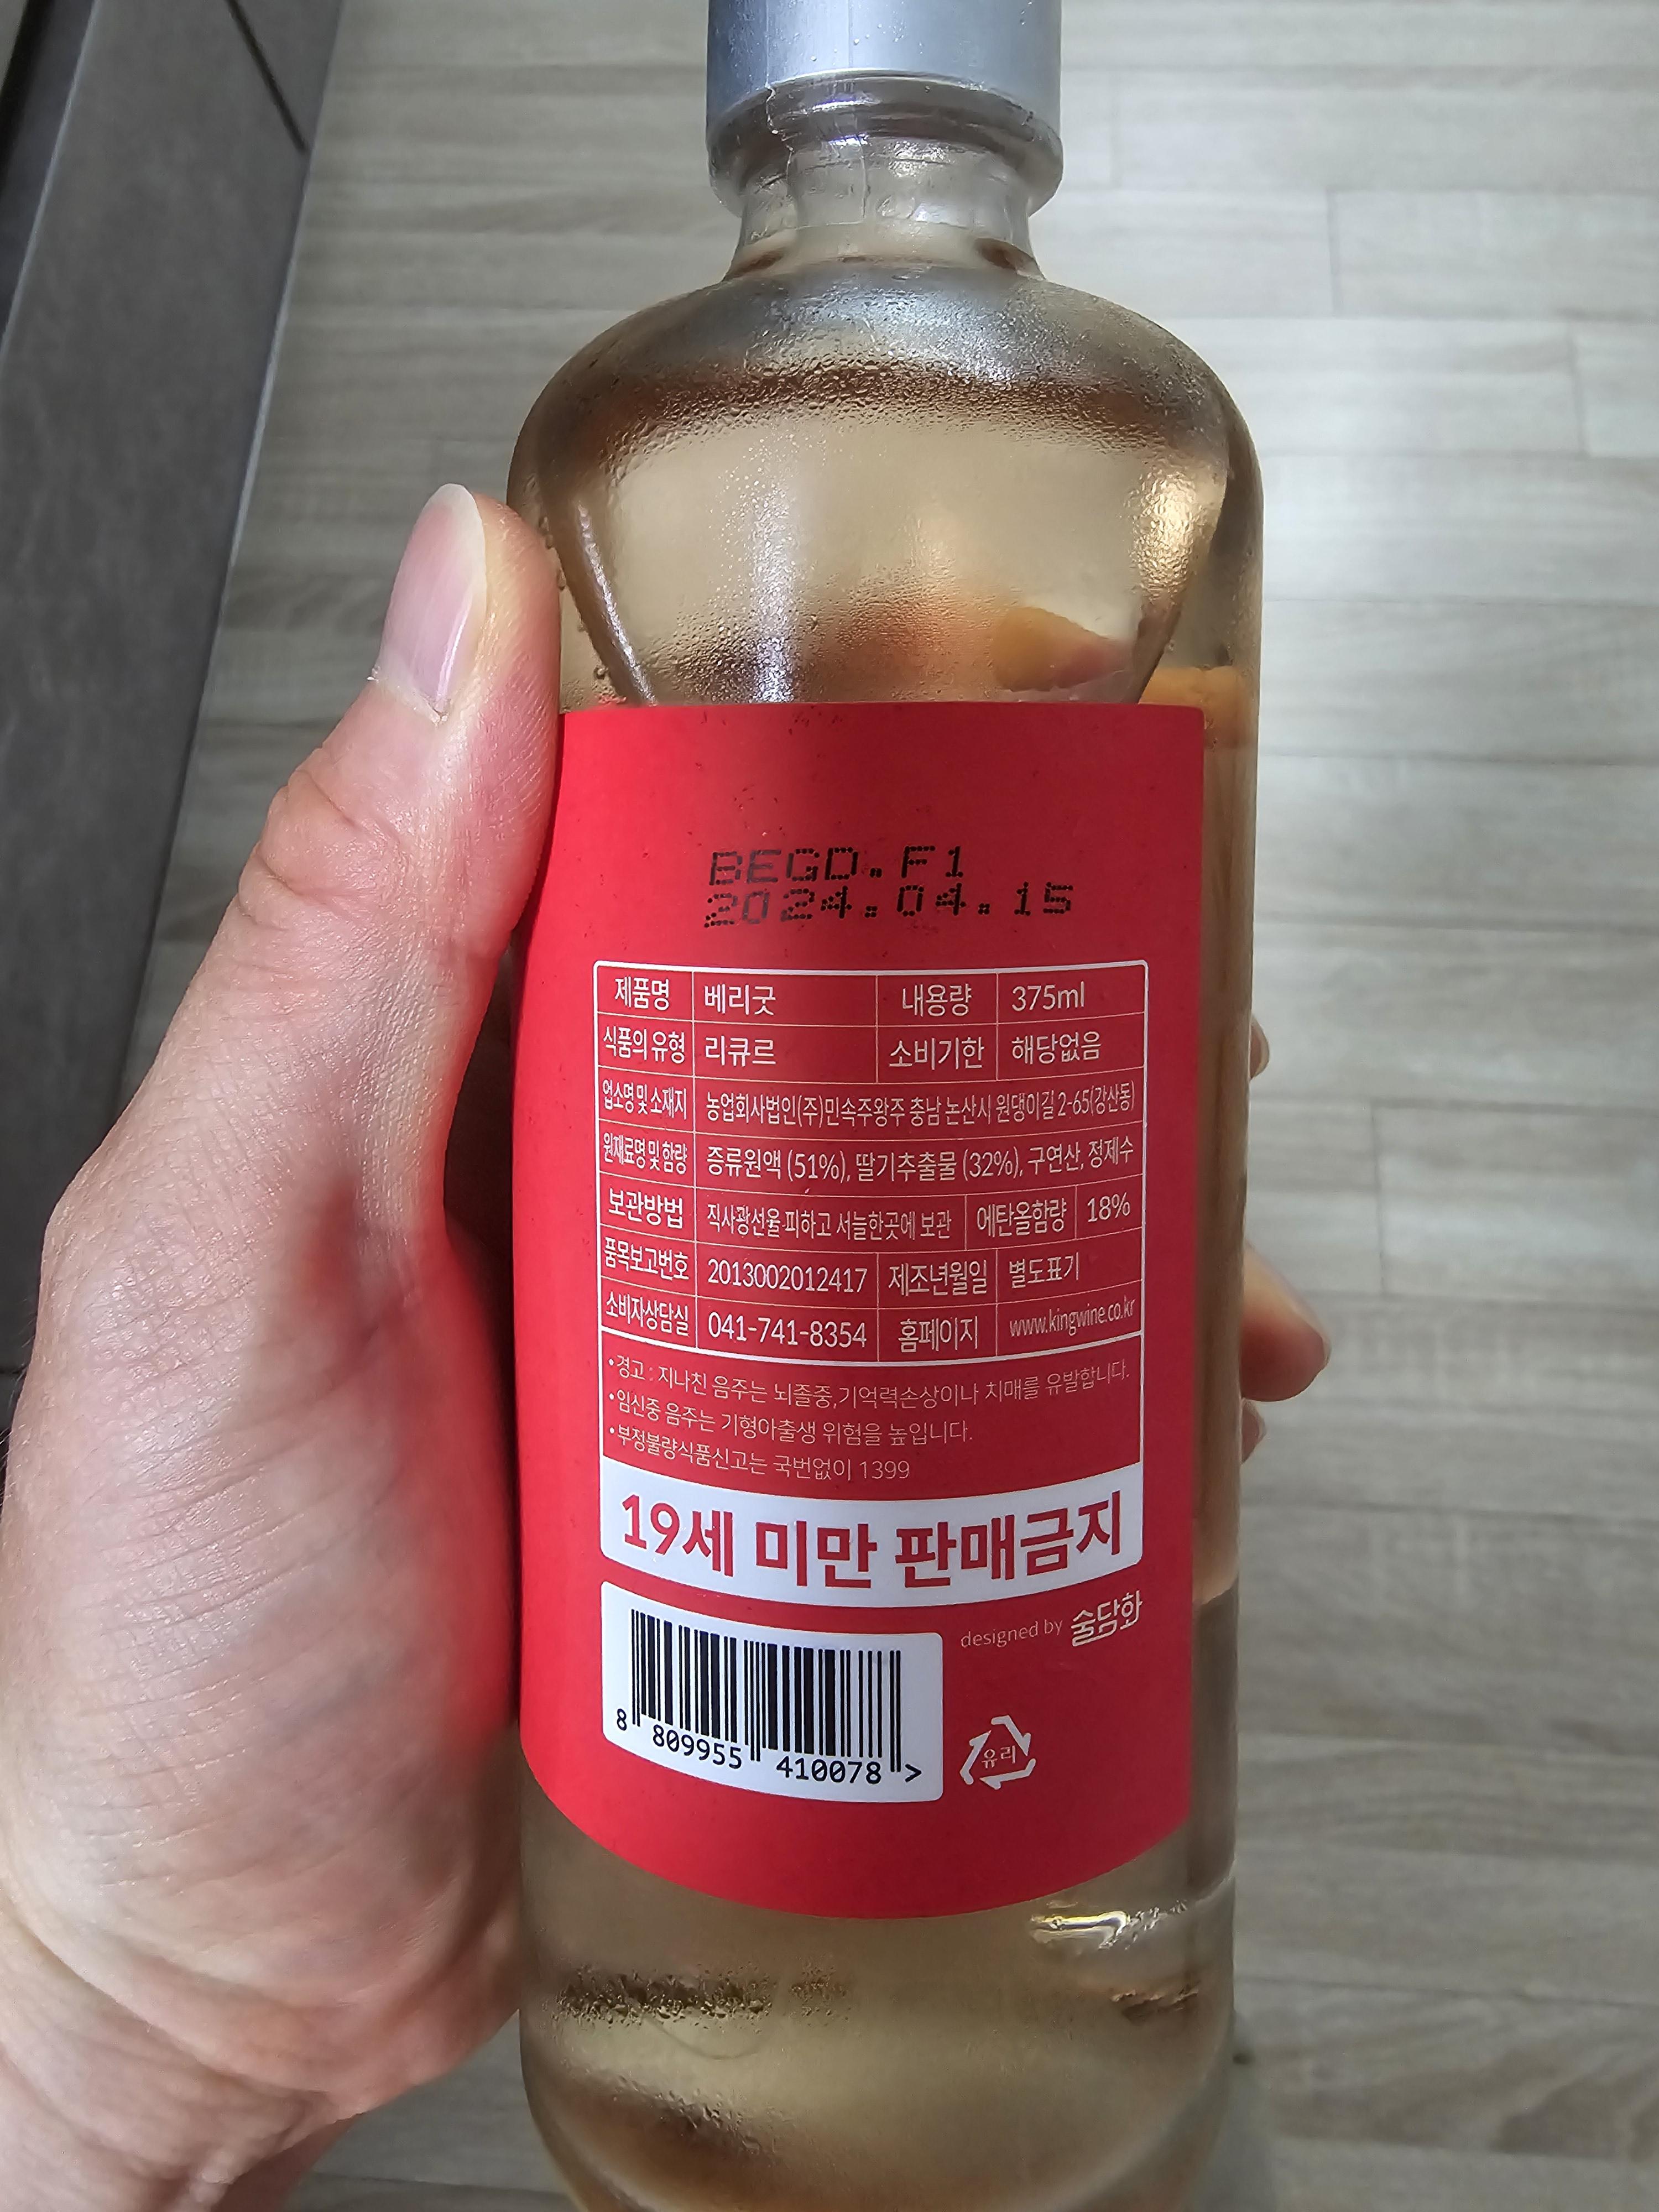 BEGD.F1
2024.04.15
제품명 베리굿 내용량 375ml
식품의 유형 리큐르 소비기한 해당없음
업소명 및 소재지 농업회사법인(주)민속주왕주 충남 논산시 원댕이길 2-65(강산동)
원재료명 및 함량 증류원액 (51%), 딸기추출물 (32%), 구연산, 정제수
보관방법 직사광선을 피하고 서늘한곳에 보관 에탄올함량 18%
품목보고번호 2013002012417 제조년월일 별도표기
소비자상담실 041-741-8354 홈페이지 www.kingwine.co.kr
•경고 : 지나친 음주는 뇌졸중,기억력손상이나 치매를 유발합니다.
•임신중 음주는 기형아출생 위험을 높입니다.
•부정불량식품신고는 국번없이 1399
19세 미만 판매금지
designed by 술담화
8 809955 410078 >
유리